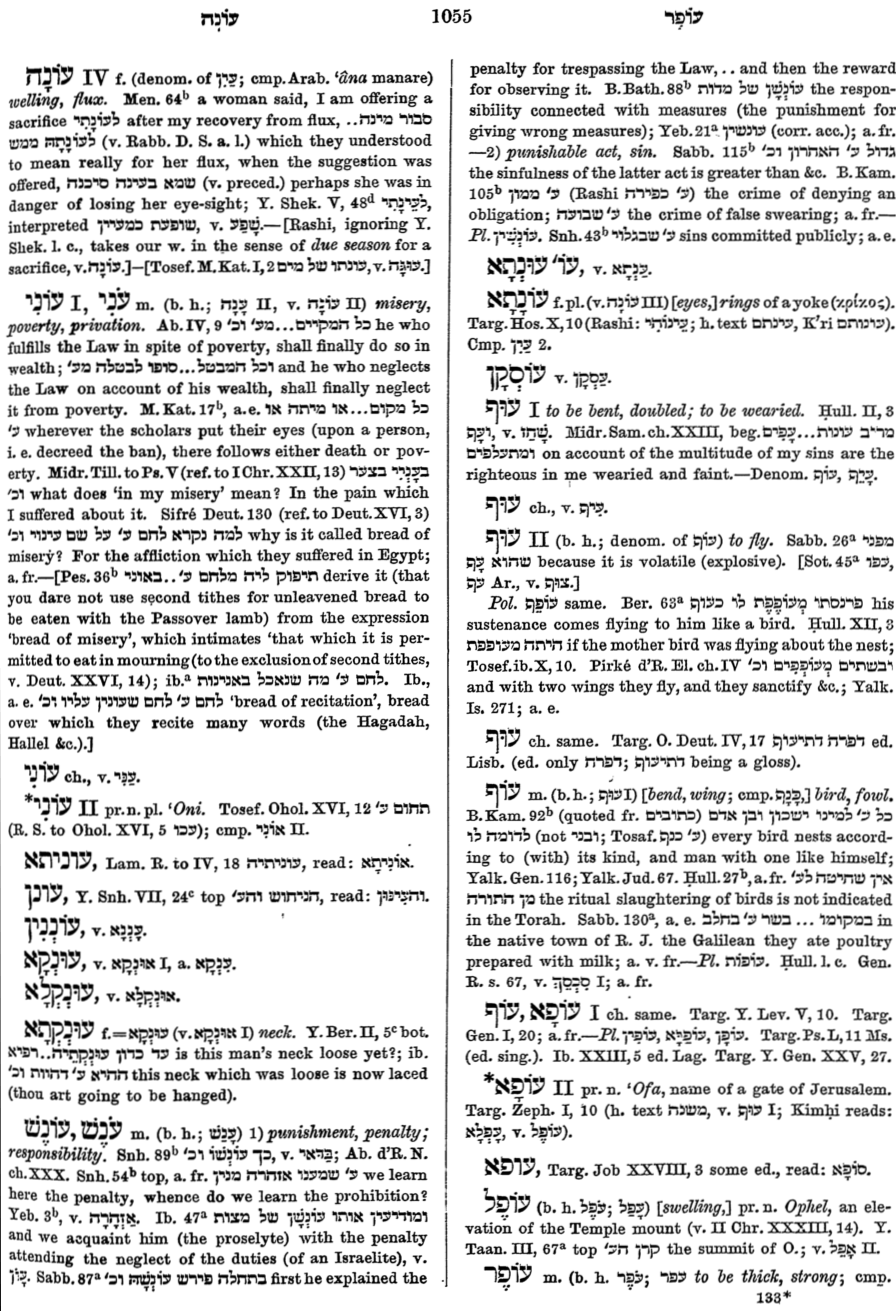 עוֹנָה 1055 עוֹפֶר
עוֹנָה IV f. (denom. of עַיִן; cmp. Arab. ‘âna manare)
welling, flux. Men. 64ᵇ a woman said, I am offering a
sacrifice לעוֹנָתִי after my recovery from flux, ..סבור מינה
לעוֹנָתָהּ ממש (v. Rabb. D. S. a. l.) which they understood
to mean really for her flux, when the suggestion was
offered, שמא בעינה סיכנה (v. preced.) perhaps she was in
danger of losing her eye-sight; Y. Shek. V, 48ᵈ לְעֵינָתִי,
interpreted שופעת כמעיין, v. שָׁפַע.—[Rashi, ignoring Y.
Shek. l. c., takes our w. in the sense of due season for a
sacrifice, v. עוֹנָה.]—[Tosef. M. Kat. I, 2 עונתו של מים, v. עוּגָּה.]
עוֹנִי I, עֹנִי m. (b. h.; עָנָה II, v. עוֹנָה II) misery,
poverty, privation. Ab. IV, 9 כל המקיים...מע׳ וכ׳ he who
fulfills the Law in spite of poverty, shall finally do so in
wealth; וכל המבטל...סופו לבטלה מע׳ and he who neglects
the Law on account of his wealth, shall finally neglect
it from poverty. M. Kat. 17ᵇ, a. e. כל מקום...או מיתה או
ע׳ wherever the scholars put their eyes (upon a person,
i. e. decreed the ban), there follows either death or pov-
erty. Midr. Till. to Ps. V (ref. to I Chr. XXII, 13) בעָנְיִי בצער
וכ׳ what does ‘in my misery’ mean? In the pain which
I suffered about it. Sifré Deut. 130 (ref. to Deut. XVI, 3)
למה נקרא לחם ע׳ על שם עינוי וכ׳ why is it called bread of
misery? For the affliction which they suffered in Egypt;
a. fr.—[Pes. 36ᵇ תיפוק ליה מלחם ע׳..באוני derive it (that
you dare not use second tithes for unleavened bread to
be eaten with the Passover lamb) from the expression
‘bread of misery’, which intimates ‘that which it is per-
mitted to eat in mourning (to the exclusion of second tithes,
v. Deut. XXVI, 14); ib.ᵃ לחם ע׳ מה שנאכל באנינות. Ib.,
a. e. לחם ע׳ לחם שעונין עליו וכ׳ ‘bread of recitation’, bread
over which they recite many words (the Hagadah,
Hallel &c.).]
עוֹנִי ch., v. עֲנִי.
*עוֹנִי II pr. n. pl. ‘Oni. Tosef. Ohol. XVI, 12 תחום ע׳
(R. S. to Ohol. XVI, 5 עכו); cmp. אוֹנִי II.
עוניתא, Lam. R. to IV, 18 עוניתיה, read: אוֹנִיתָא.
עונן, Y. Snh. VII, 24ᶜ top הניחוש והע׳, read: והעינון.
עוֹנְנִין, v. עֲנָנָא.
עוּנְקָא, v. אוּנְקָא I, a. עֻנְקָא.
עוּנְקְלָא, v. אוּנְקְלָא.
עוּנְקְתָא f.=עוּנְקָא (v. אוּנְקָא I) neck. Y. Ber. II, 5ᶜ bot.
עד כדון עונקתיה..רפיא is this man's neck loose yet?; ib.
ההיא ע׳ דהוות וכ׳ this neck which was loose is now laced
(thou art going to be hanged).
עוֹנֶשׁ, עֹנֶשׁ m. (b. h.; עָנַשׁ) 1) punishment, penalty;
responsibility. Snh. 89ᵇ כך עוֹנְשׁוֹ וכ׳, v. בַּדַּאי; Ab. d'R. N.
ch. XXX. Snh. 54ᵇ top, a. fr. ע׳ שמענו אזהרה מנין we learn
here the penalty, whence do we learn the prohibition?
Yeb. 3ᵇ, v. אַזְהָרָה. Ib. 47ᵃ ומודיעין אותו עוֹנְשָׁן של מצות
and we acquaint him (the proselyte) with the penalty
attending the neglect of the duties (of an Israelite), v.
עָוֹן. Sabb. 87ᵃ בתחלה פירש עוֹנְשָׁהּ וכ׳ first he explained the
penalty for trespassing the Law, .. and then the reward
for observing it. B. Bath. 88ᵇ עוֹנְשָׁן של מדות the respon-
sibility connected with measures (the punishment for
giving wrong measures); Yeb. 21ᵃ עונשין (corr. acc.); a. fr.
—2) punishable act, sin. Sabb. 115ᵇ גדול ע׳ האחרון וכ׳
the sinfulness of the latter act is greater than &c. B. Kam.
105ᵇ ע׳ ממון (Rashi ע׳ כפירה) the crime of denying an
obligation; ע׳ שבועה the crime of false swearing; a. fr.—
Pl. עוֹנְשִׁין. Snh. 43ᵇ ע׳ שבגלוי sins committed publicly; a. e.
עוּנְתָא, עוֹ׳, v. עֲנָתָא.
עוֹנָתָא f. pl. (v. עוֹנָה III) [eyes,] rings of a yoke (κρίκος).
Targ. Hos. X, 10 (Rashi: עֵינוֹתֵי; h. text עינתם, K'ri עונותם).
Cmp. עַיִן 2.
עוֹסְקָן v. עַסְקָן.
עוּף I to be bent, doubled; to be wearied. Ḥull. II, 3
ועָף, v. שָׁחַז. Midr. Sam. ch. XXIII, beg. מריב עונות...עָפִים
ומתעלפים on account of the multitude of my sins are the
righteous in me wearied and faint.—Denom. עוֹף, עָיֵף.
עוּף ch., v. עִיף.
עוּף II (b. h.; denom. of עוֹף) to fly. Sabb. 26ᵃ מפני
שהוא עָף because it is volatile (explosive). [Sot. 45ᵃ עפו,
עף Ar., v. צוּף.]
Pol. עוֹפֵף same. Ber. 63ᵃ פרנסתו מְעוֹפֶפֶת לו כעוף his
sustenance comes flying to him like a bird. Ḥull. XII, 3
היתה מעופפת if the mother bird was flying about the nest;
Tosef. ib. X, 10. Pirké d'R. El. ch. IV ובשתים מְעוֹפְפִים וכ׳
and with two wings they fly, and they sanctify &c.; Yalk.
Is. 271; a. e.
עוּף ch. same. Targ. O. Deut. IV, 17 דפרח דתיעוף ed.
Lisb. (ed. only דפרח; דתיעוף being a gloss).
עוֹף m. (b. h.; עוּף I) [bend, wing; cmp. כָּנָף,] bird, fowl.
B. Kam. 92ᵇ (quoted fr. כתובים) כל ע׳ למינו ישכון ובן אדם
לדומה לו (not ובני; Tosaf. ע׳ כנף) every bird nests accord-
ing to (with) its kind, and man with one like himself;
Yalk. Gen. 116; Yalk. Jud. 67. Ḥull. 27ᵇ, a. fr. אין שחיטה לע׳
מן התורה the ritual slaughtering of birds is not indicated
in the Torah. Sabb. 130ᵃ, a. e. במקומו ... בשר ע׳ בחלב in
the native town of R. J. the Galilean they ate poultry
prepared with milk; a. v. fr.—Pl. עוֹפוֹת. Ḥull. l. c. Gen.
R. s. 67, v. סִכְסֵךְ I; a. fr.
עוֹפָא, עוֹף I ch. same. Targ. Y. Lev. V, 10. Targ.
Gen. I, 20; a. fr.—Pl. עוֹפָן, עוֹפַיָּא, עוֹפִין. Targ. Ps. L, 11 Ms.
(ed. sing.). Ib. XXIII, 5 ed. Lag. Targ. Y. Gen. XXV, 27.
*עוֹפָא II pr. n. ‘Ofa, name of a gate of Jerusalem.
Targ. Zeph. I, 10 (h. text משנה, v. עוּף I; Kimḥi reads:
עָפְלָא, v. עוֹפֶל).
עופא, Targ. Job XXVIII, 3 some ed., read: סוֹפָא.
עוֹפֶל (b. h. עֹפֶל; עָפַל) [swelling,] pr. n. Ophel, an ele-
vation of the Temple mount (v. II Chr. XXXIII, 14). Y.
Taan. III, 67ᵃ top קרן הע׳ the summit of O.; v. אֲפַל II.
עוֹפֶר m. (b. h. עֹפֶר; עפר to be thick, strong; cmp.
133*